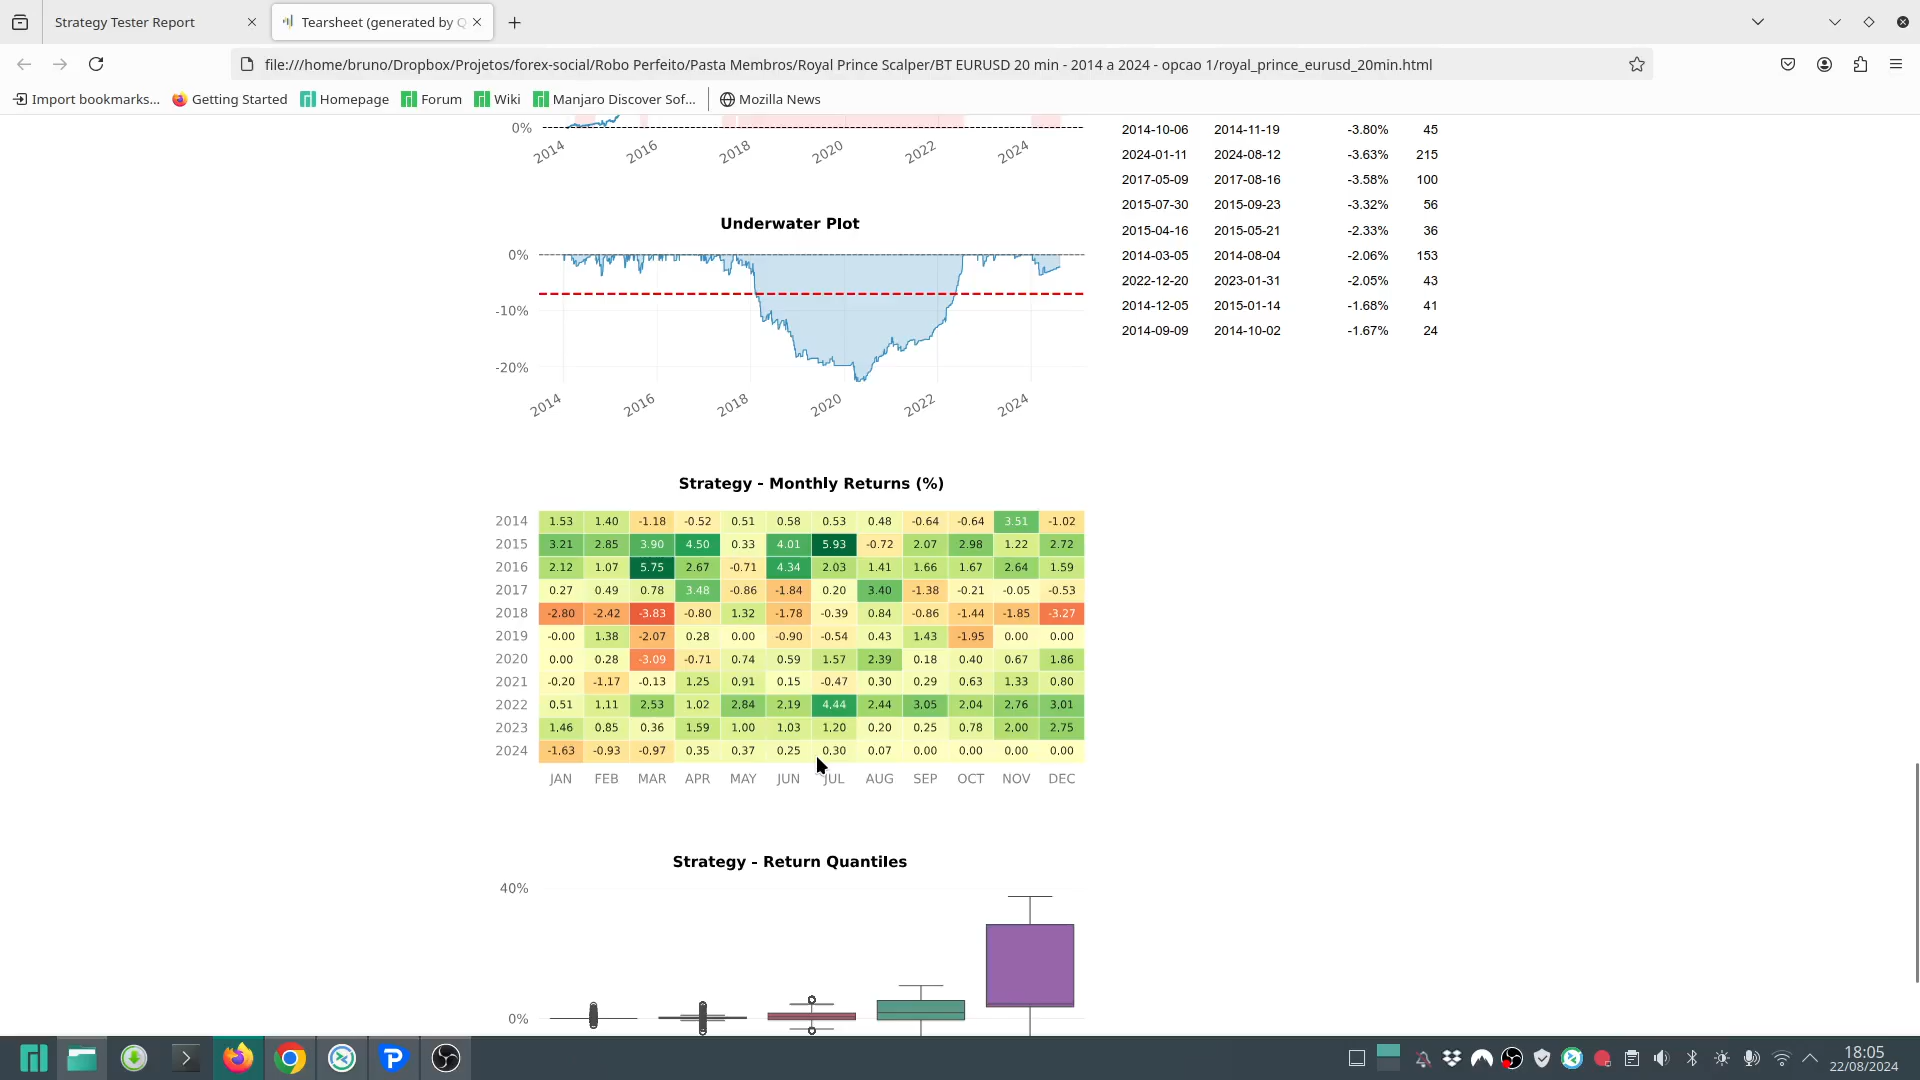 Strategy Tester Report
Tearsheet (generated by Q
file:///home/bruno/Dropbox/Projetos/forex-social/Robo Perfeito/Pasta Membros/Royal Prince Scalper/BT EURUSD 20 min - 2014 a 2024 - opcao 1/royal_prince_eurusd_20min.html
Import bookmarks... Getting Started Homepage Forum Wiki Manjaro Discover Sof... Mozilla News
0%
2014 2016 2018 2020 2022 2024
2014-10-06 2014-11-19 -3.80% 45
2024-01-11 2024-08-12 -3.63% 215
2017-05-09 2017-08-16 -3.58% 100
2015-07-30 2015-09-23 -3.32% 56
2015-04-16 2015-05-21 -2.33% 36
2014-03-05 2014-08-04 -2.06% 153
2022-12-20 2023-01-31 -2.05% 43
2014-12-05 2015-01-14 -1.68% 41
2014-09-09 2014-10-02 -1.67% 24
Underwater Plot
0%
-10%
-20%
2014 2016 2018 2020 2022 2024
Strategy - Monthly Returns (%)
2014 1.53 1.40 -1.18 -0.52 0.51 0.58 0.53 0.48 -0.64 -0.64 3.51 -1.02
2015 3.21 2.85 3.90 4.50 0.33 4.01 5.93 -0.72 2.07 2.98 1.22 2.72
2016 2.12 1.07 5.75 2.67 -0.71 4.34 2.03 1.41 1.66 1.67 2.64 1.59
2017 0.27 0.49 0.78 3.48 -0.86 -1.84 0.20 3.40 -1.38 -0.21 -0.05 -0.53
2018 -2.80 -2.42 -3.83 -0.80 1.32 -1.78 -0.39 0.84 -0.86 -1.44 -1.85 -3.27
2019 -0.00 1.38 -2.07 0.28 0.00 -0.90 -0.54 0.43 1.43 -1.95 0.00 0.00
2020 0.00 0.28 -3.09 -0.71 0.74 0.59 1.57 2.39 0.18 0.40 0.67 1.86
2021 -0.20 -1.17 -0.13 1.25 0.91 0.15 -0.47 0.30 0.29 0.63 1.33 0.80
2022 0.51 1.11 2.53 1.02 2.84 2.19 4.44 2.44 3.05 2.04 2.76 3.01
2023 1.46 0.85 0.36 1.59 1.00 1.03 1.20 0.20 0.25 0.78 2.00 2.75
2024 -1.63 -0.93 -0.97 0.35 0.37 0.25 0.30 0.07 0.00 0.00 0.00 0.00
JAN FEB MAR APR MAY JUN JUL AUG SEP OCT NOV DEC
Strategy - Return Quantiles
40%
0%
18:05
22/08/2024